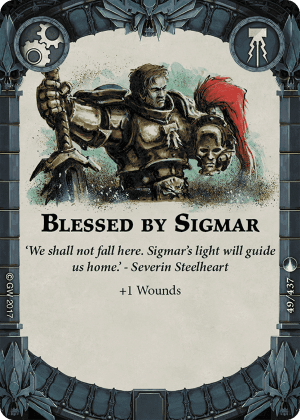 BLESSED BY SIGMAR
‘We shall not fall here. Sigmar’s light will guide
us home.’ - Severin Steelheart
+1 Wounds
© GW 2017
49/437